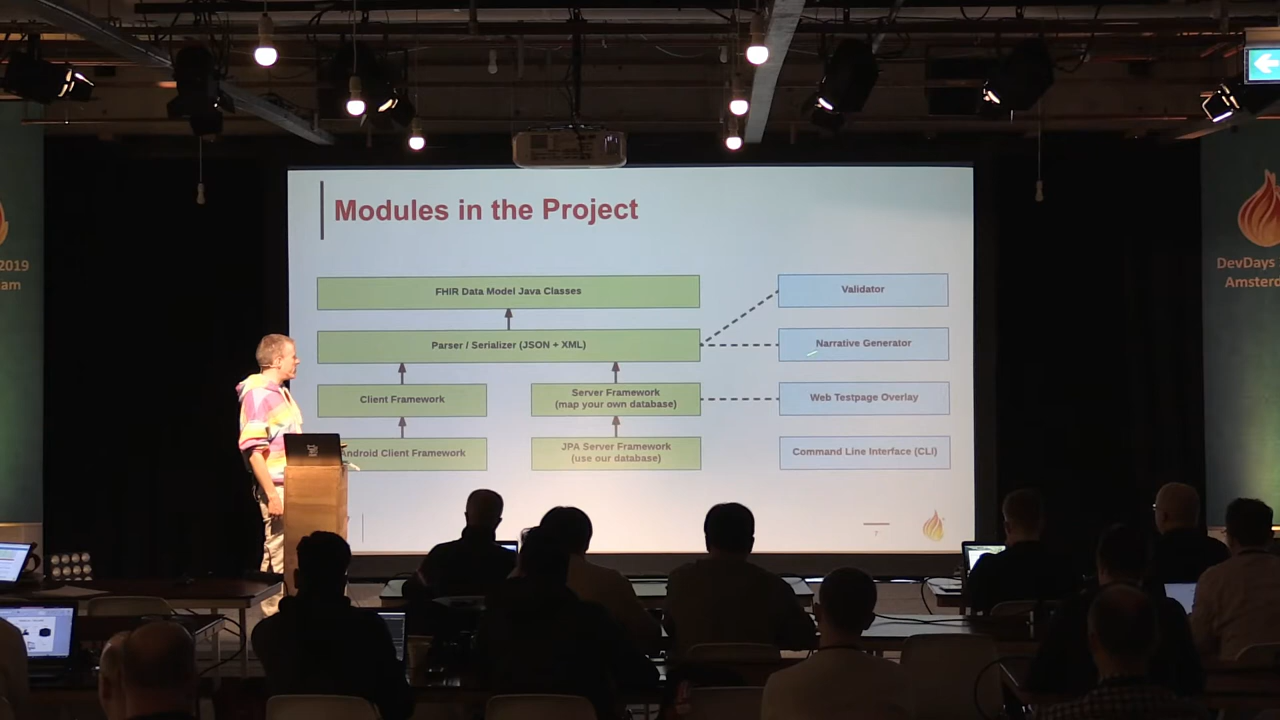 Modules in the Project
FHIR Data Model Java Classes
Parser / Serializer (JSON + XML)
Client Framework
Server Framework
(map your own database)
Android Client Framework
JPA Server Framework
(use our database)
Validator
Narrative Generator
Web Testpage Overlay
Command Line Interface (CLI)
2019
am
DevDays
Amsterd